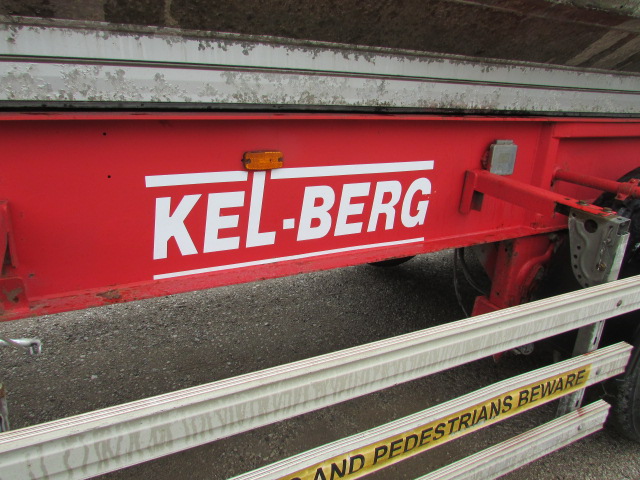 KEL-BERG
AND PEDESTRIANS BEWARE